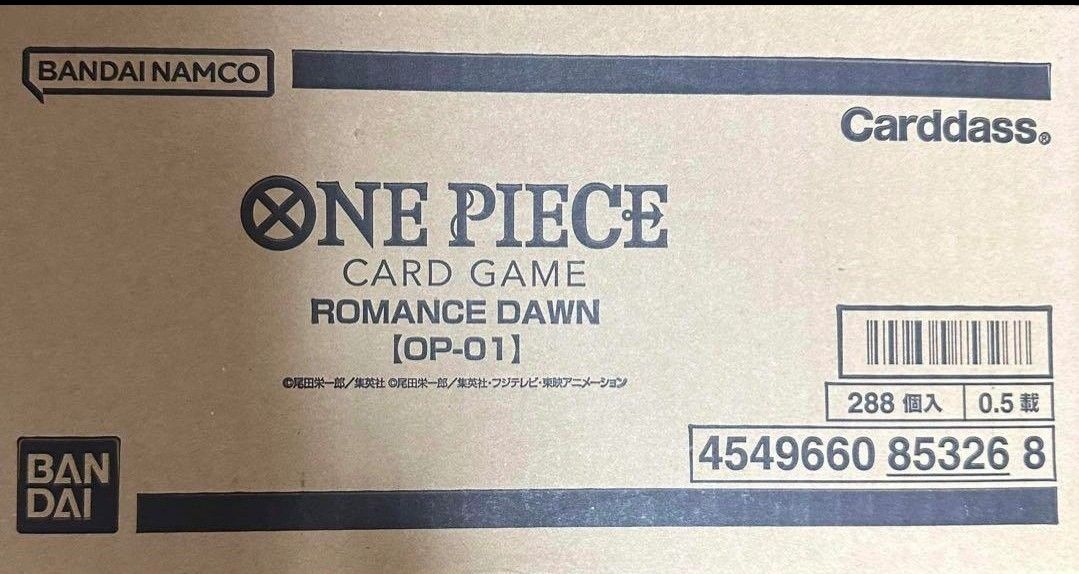 BANDAI NAMCO
Carddass®
ONE PIECE
CARD GAME
ROMANCE DAWN
【OP-01】
©尾田栄一郎／集英社 ©尾田栄一郎／集英社・フジテレビ・東映アニメーション
288 個入 0.5 載
4549660 85326 8
BAN
DAI